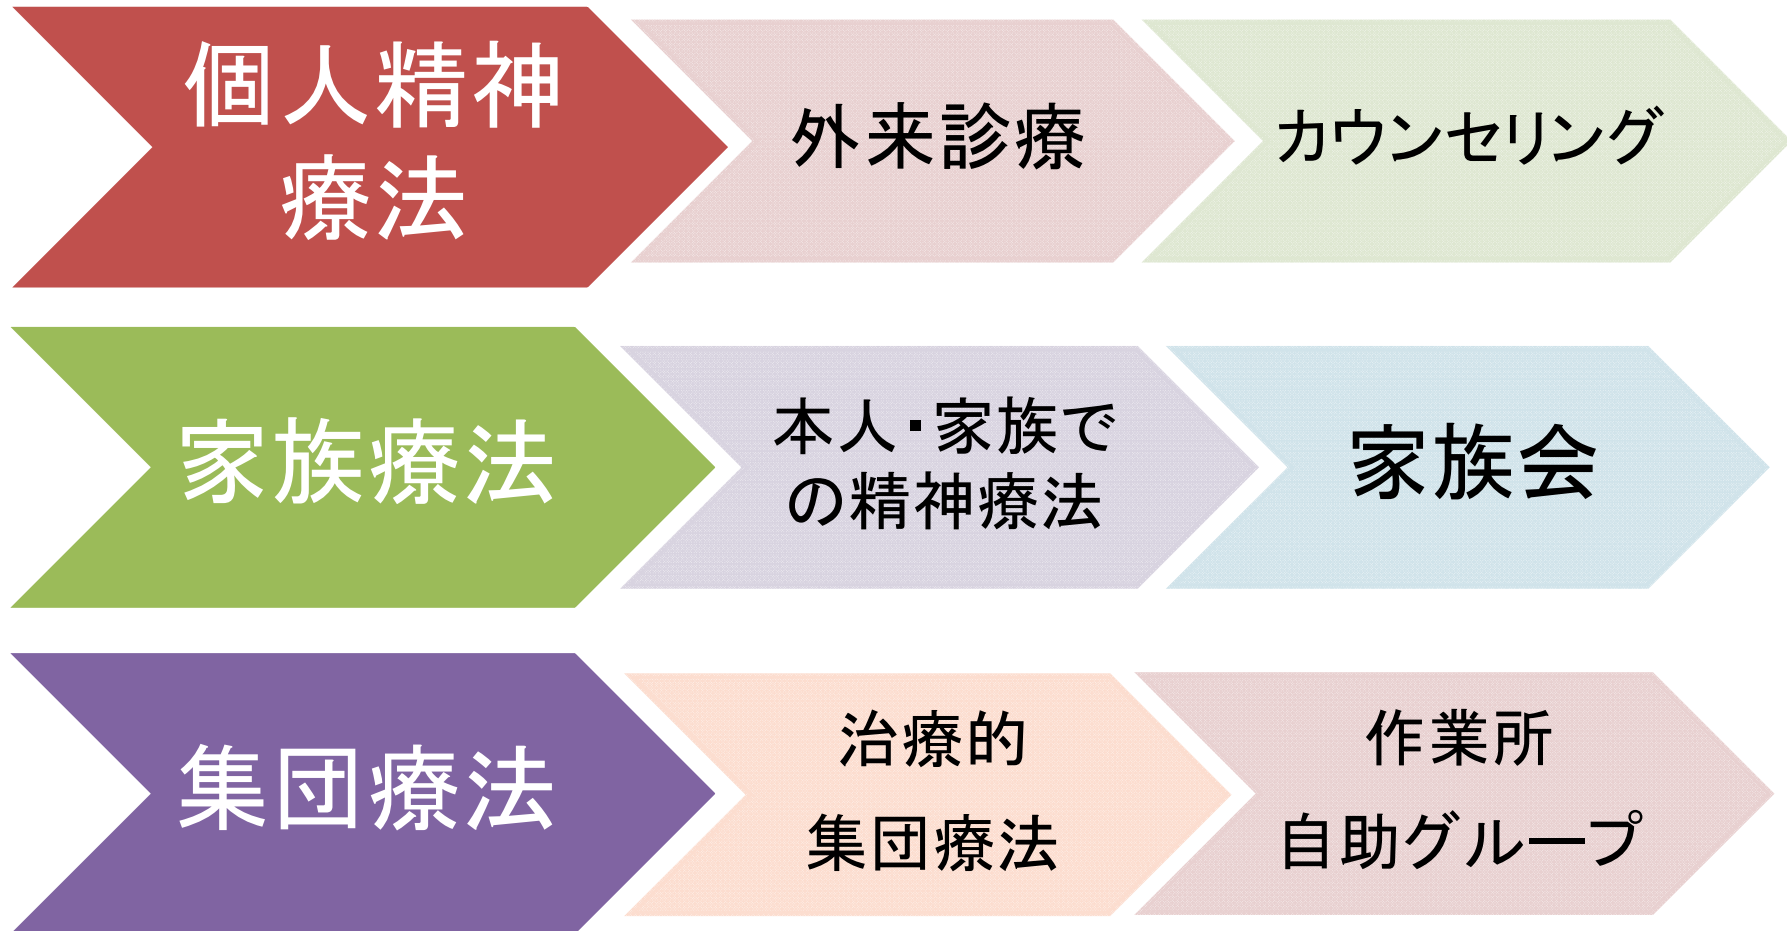 個人精神
療法
外来診療
カウンセリング
家族療法
本人・家族で
の精神療法
家族会
集団療法
治療的
集団療法
作業所
自助グループ